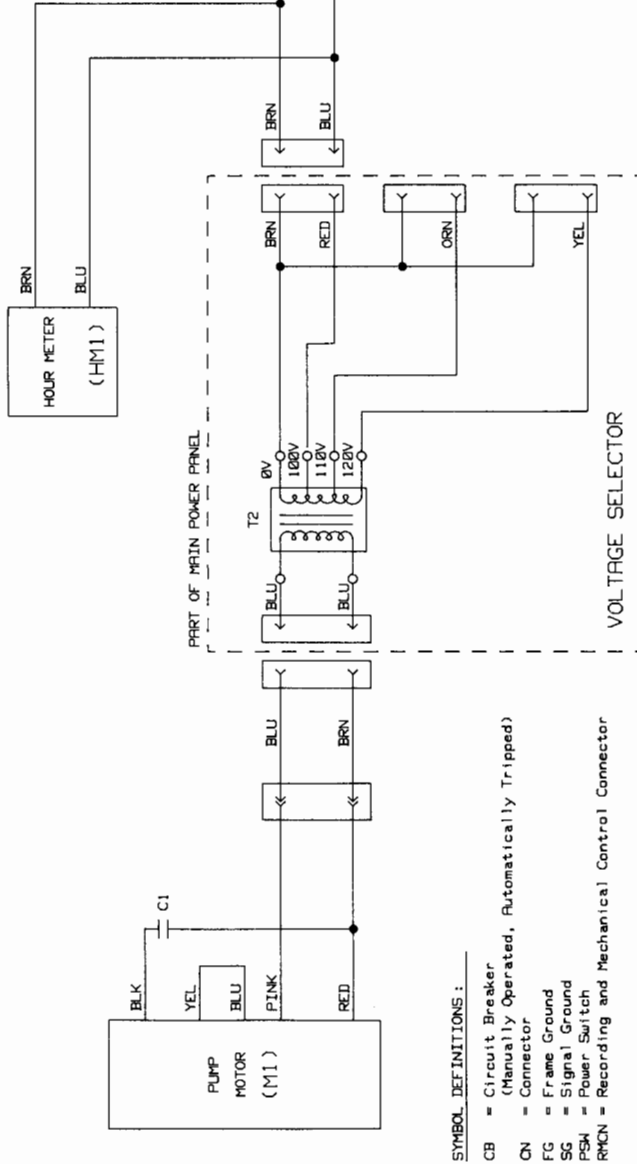 BRN
BLU
HOUR METER
(HM1)
BRN
BLU
PART OF MAIN POWER PANEL
BRN
RED
ORN
YEL
0V
100V
110V
120V
T2
BLU
BLU
VOLTAGE SELECTOR
BLU
BRN
C1
BLK
YEL
BLU
PINK
RED
PUMP
MOTOR
(M1)
SYMBOL DEFINITIONS :
CB = Circuit Breaker
(Manually Operated, Automatically Tripped)
CN = Connector
FG = Frame Ground
SG = Signal Ground
PSW = Power Switch
RMCN = Recording and Mechanical Control Connector